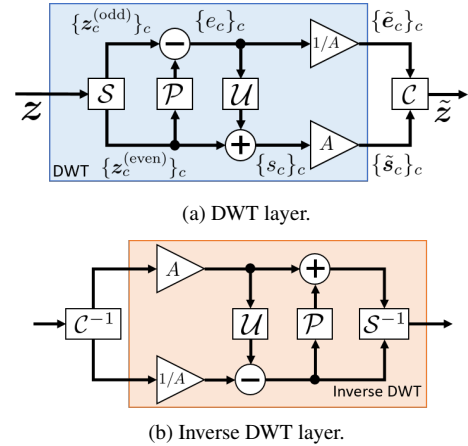 {z_c^(odd)}_c
{e_c}_c
{ẽ_c}_c
−
1/A
z
S
P
U
C
z̃
+
A
DWT
{z_c^(even)}_c
{s_c}_c
{s̃_c}_c
(a) DWT layer.
A
+
C⁻¹
U
P
S⁻¹
1/A
−
Inverse DWT
(b) Inverse DWT layer.